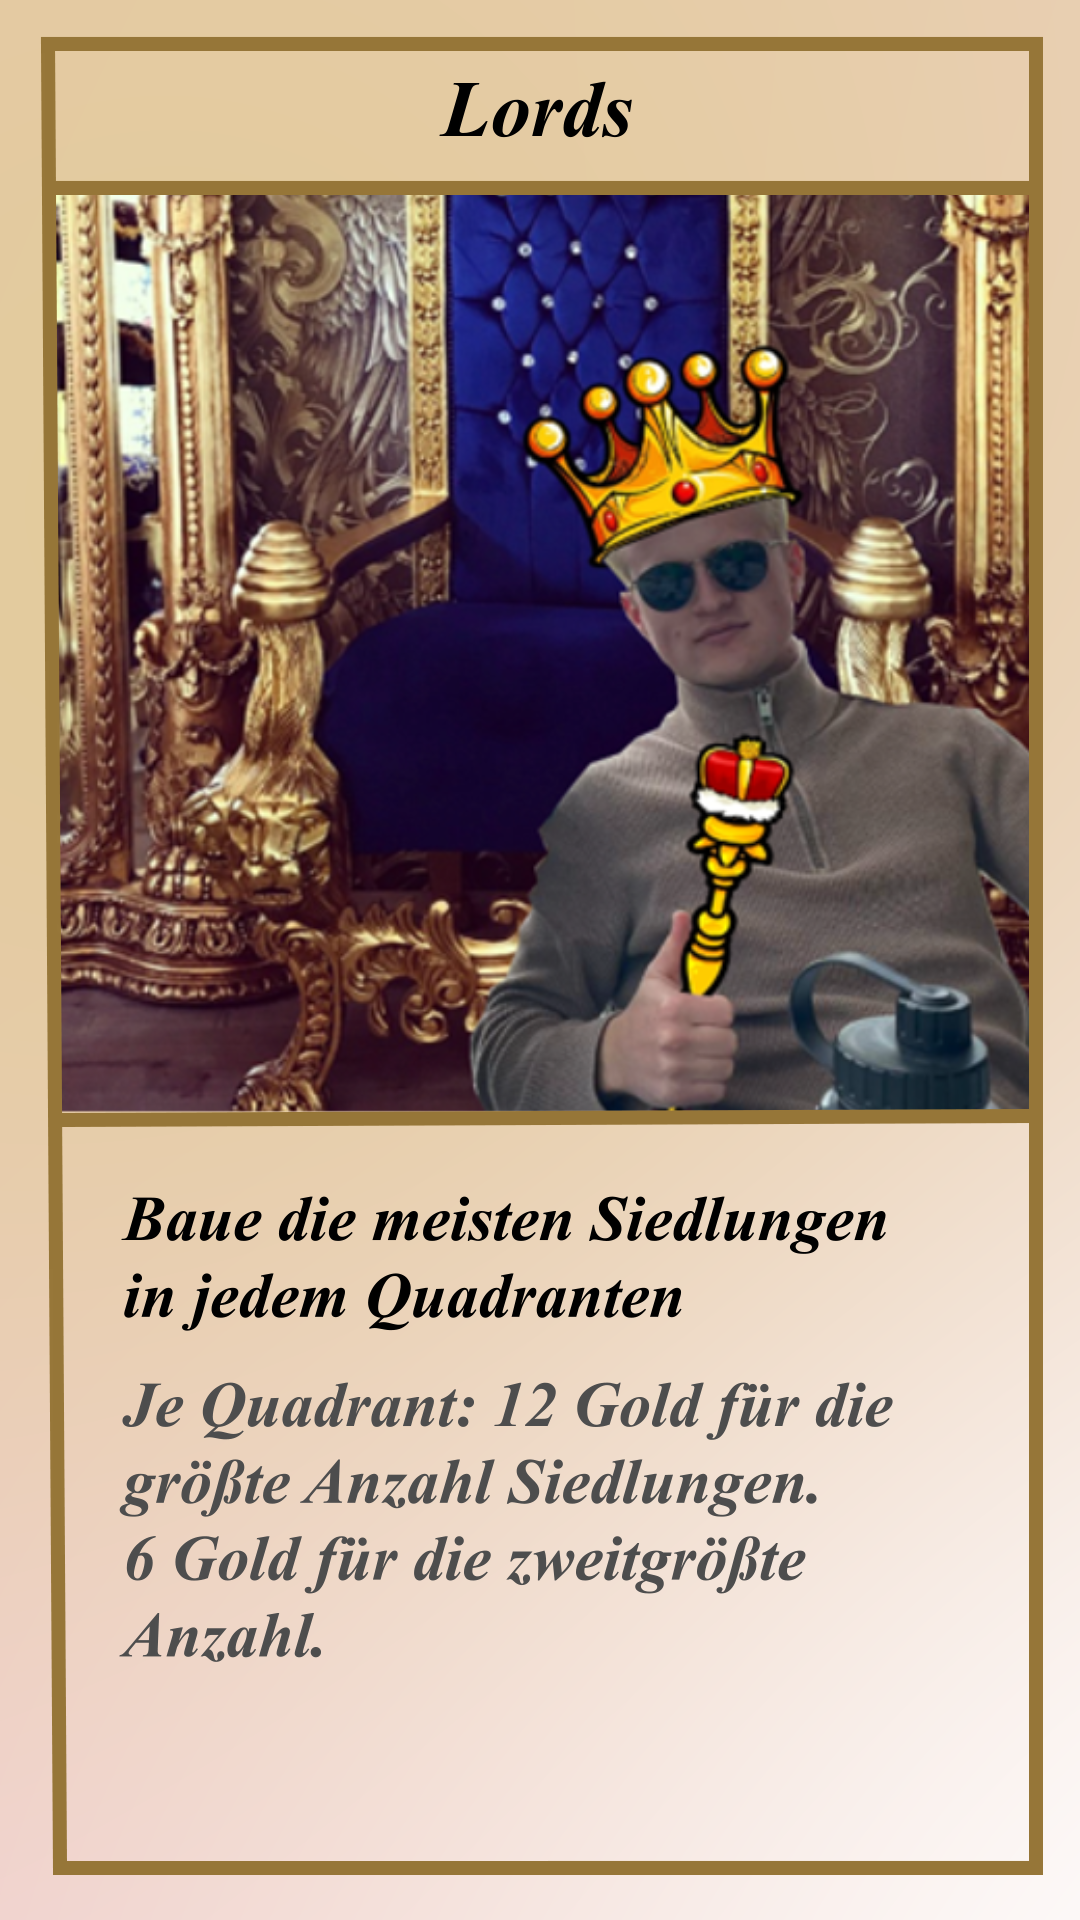 Lords
Baue die meisten Siedlungen
in jedem Quadranten
Je Quadrant: 12 Gold für die
größte Anzahl Siedlungen.
6 Gold für die zweitgrößte
Anzahl.